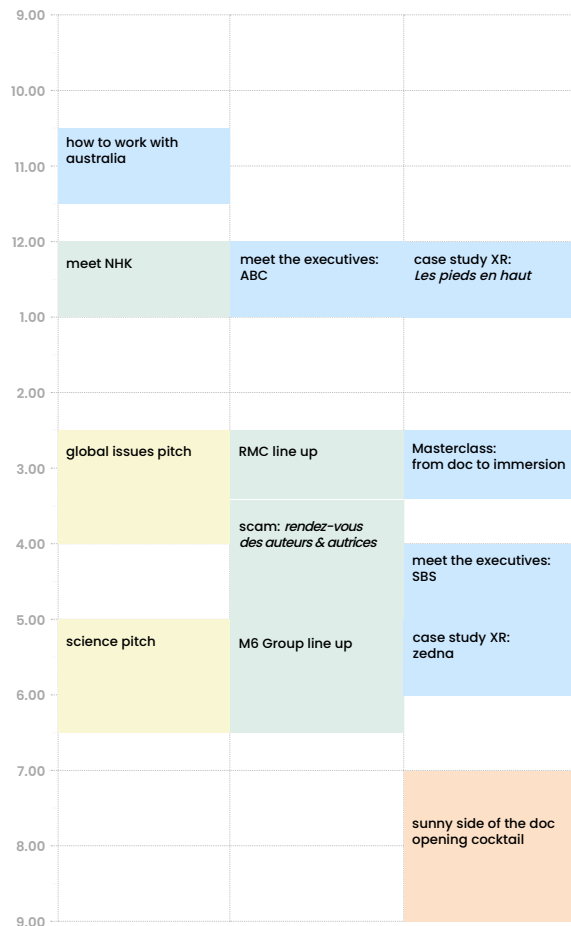 9.00
10.00
how to work with
australia
11.00
12.00
meet NHK
meet the executives:
ABC
case study XR:
Les pieds en haut
1.00
2.00
global issues pitch
RMC line up
Masterclass:
from doc to immersion
3.00
scam: rendez-vous
des auteurs & autrices
4.00
meet the executives:
SBS
5.00
science pitch
M6 Group line up
case study XR:
zedna
6.00
7.00
sunny side of the doc
opening cocktail
8.00
9.00